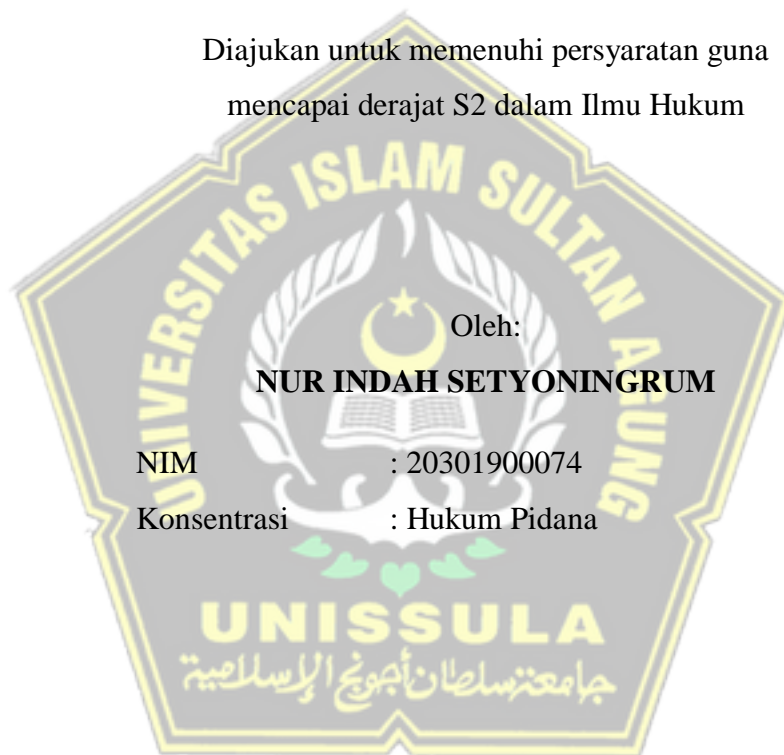 Diajukan untuk memenuhi persyaratan guna
mencapai derajat S2 dalam Ilmu Hukum
UNIVERSITAS ISLAM SULTAN AGUNG
Oleh:
NUR INDAH SETYONINGRUM
NIM : 20301900074
Konsentrasi : Hukum Pidana
UNISSULA
جامعة سلطان أجونج الإسلامية